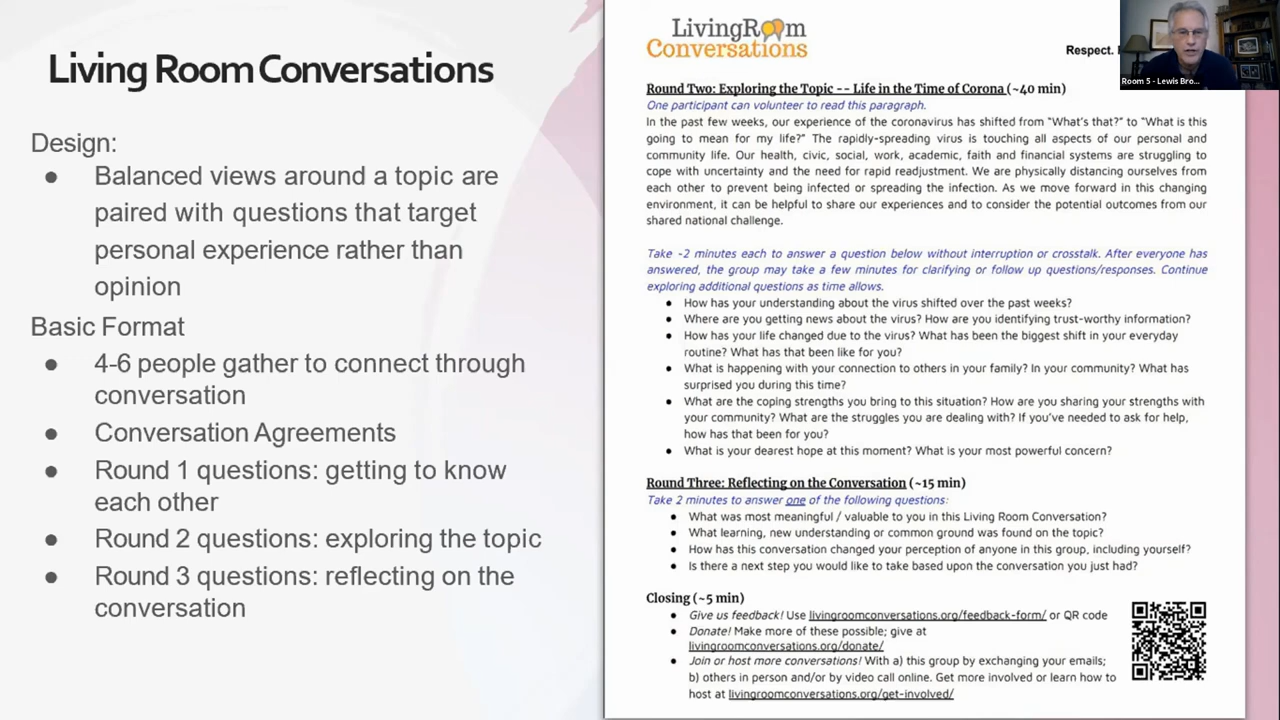 Living Room Conversations
Design:
● Balanced views around a topic are
paired with questions that target
personal experience rather than
opinion
Basic Format
● 4-6 people gather to connect through
conversation
● Conversation Agreements
● Round 1 questions: getting to know
each other
● Round 2 questions: exploring the topic
● Round 3 questions: reflecting on the
conversation
LivingRoom
Conversations
Respect.
Room 5 - Lewis Bro...
Round Two: Exploring the Topic -- Life in the Time of Corona (~40 min)
One participant can volunteer to read this paragraph.
In the past few weeks, our experience of the coronavirus has shifted from “What’s that?” to “What is this
going to mean for my life?” The rapidly-spreading virus is touching all aspects of our personal and
community life. Our health, civic, social, work, academic, faith and financial systems are struggling to
cope with uncertainty and the need for rapid readjustment. We are physically distancing ourselves from
each other to prevent being infected or spreading the infection. As we move forward in this changing
environment, it can be helpful to share our experiences and to consider the potential outcomes from our
shared national challenge.
Take ~2 minutes each to answer a question below without interruption or crosstalk. After everyone has
answered, the group may take a few minutes for clarifying or follow up questions/responses. Continue
exploring additional questions as time allows.
● How has your understanding about the virus shifted over the past weeks?
● Where are you getting news about the virus? How are you identifying trust-worthy information?
● How has your life changed due to the virus? What has been the biggest shift in your everyday
routine? What has that been like for you?
● What is happening with your connection to others in your family? In your community? What has
surprised you during this time?
● What are the coping strengths you bring to this situation? How are you sharing your strengths with
your community? What are the struggles you are dealing with? If you’ve needed to ask for help,
how has that been for you?
● What is your dearest hope at this moment? What is your most powerful concern?
Round Three: Reflecting on the Conversation (~15 min)
Take 2 minutes to answer one of the following questions:
● What was most meaningful / valuable to you in this Living Room Conversation?
● What learning, new understanding or common ground was found on the topic?
● How has this conversation changed your perception of anyone in this group, including yourself?
● Is there a next step you would like to take based upon the conversation you just had?
Closing (~5 min)
● Give us feedback! Use livingroomconversations.org/feedback-form/ or QR code
● Donate! Make more of these possible; give at
livingroomconversations.org/donate/
● Join or host more conversations! With a) this group by exchanging your emails;
b) others in person and/or by video call online. Get more involved or learn how to
host at livingroomconversations.org/get-involved/